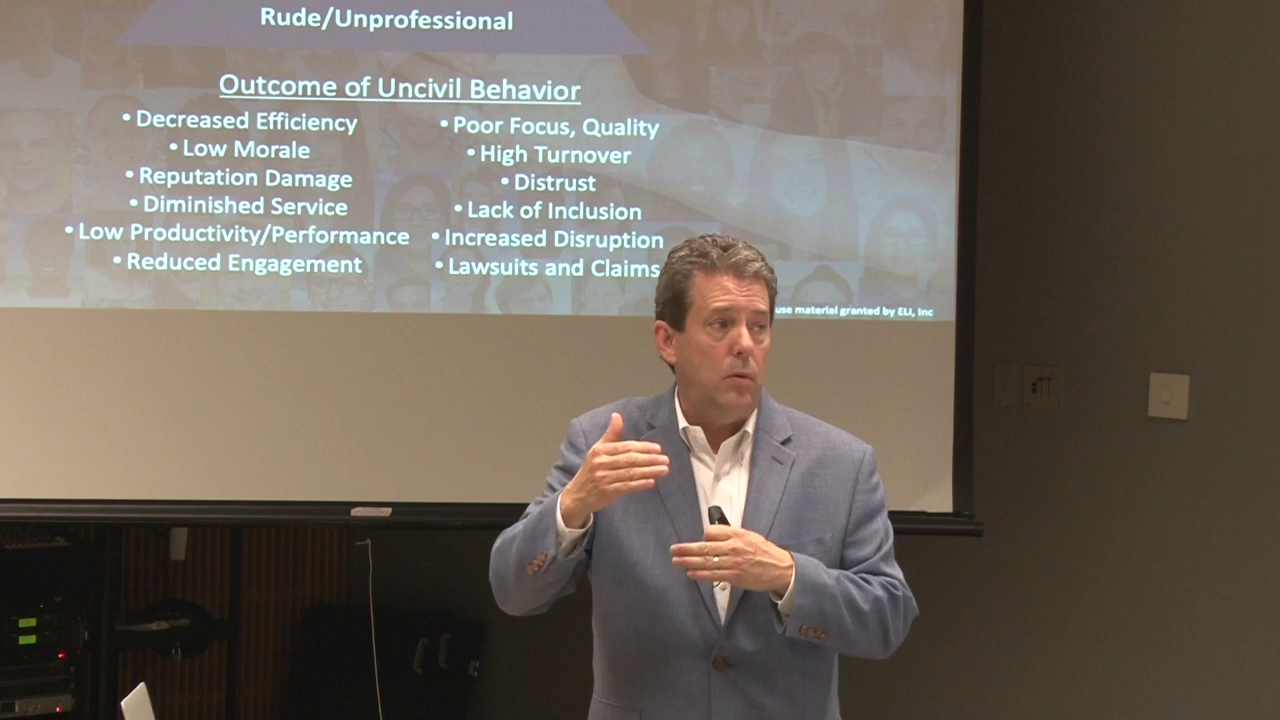 Rude/Unprofessional
Outcome of Uncivil Behavior
• Decreased Efficiency
• Low Morale
• Reputation Damage
• Diminished Service
• Low Productivity/Performance
• Reduced Engagement
• Poor Focus, Quality
• High Turnover
• Distrust
• Lack of Inclusion
• Increased Disruption
• Lawsuits and Claims
use material granted by ELI, Inc